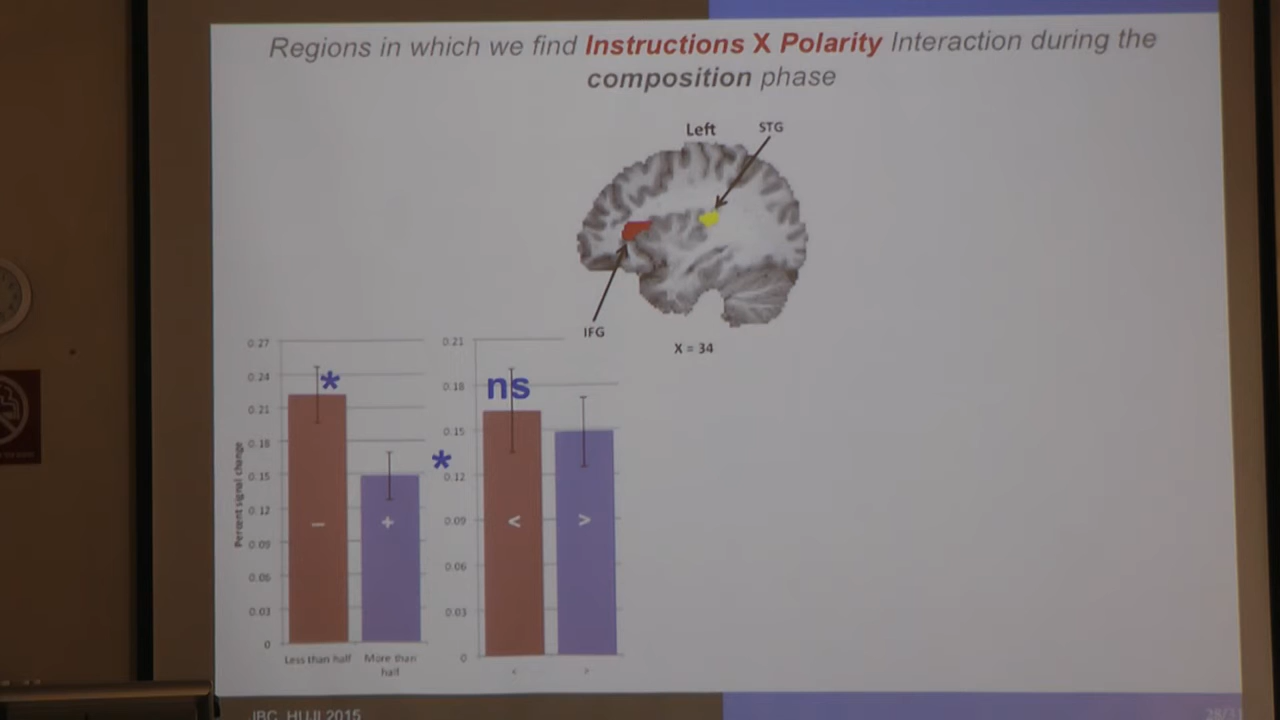 Regions in which we find Instructions X Polarity Interaction during the
composition phase
Left
STG
IFG
X = 34
Percent signal change
0.27
0.24
0.21
0.18
0.15
0.12
0.09
0.06
0.03
0
*
−
+
Less than half
More than
half
*
0.21
0.18
0.15
0.12
0.09
0.06
0.03
0
ns
<
>
<
>
JBC, HUJI 2015
28/31